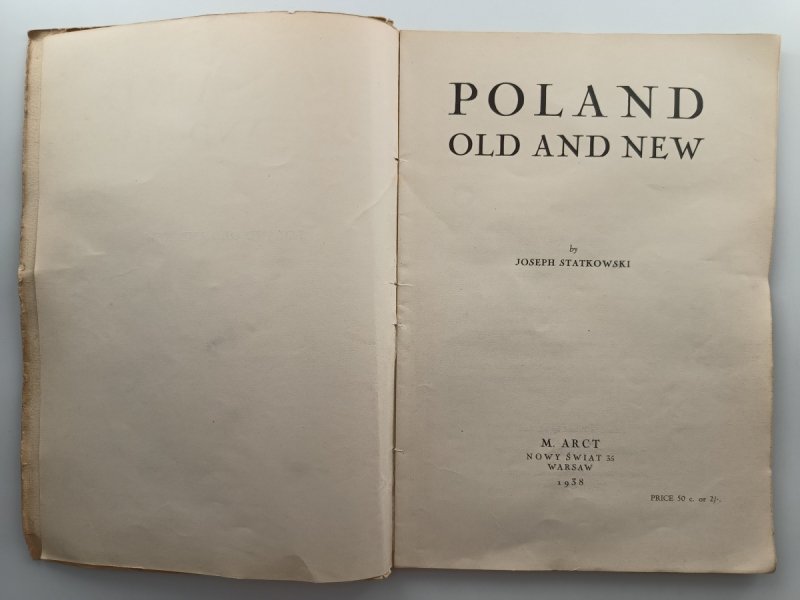 POLAND
OLD AND NEW
by
JOSEPH STATKOWSKI
M. ARCT
NOWY ŚWIAT 35
WARSAW
1938
PRICE 50 c. or 2/-.